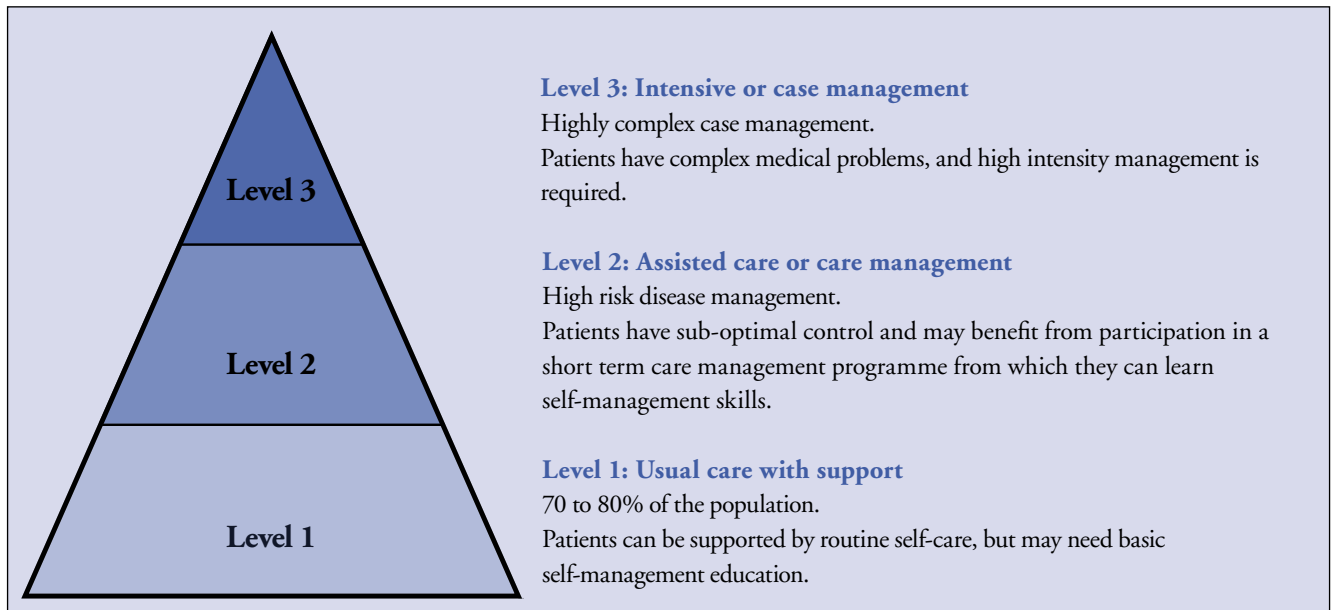 Level 3
Level 2
Level 1
Level 3: Intensive or case management
Highly complex case management.
Patients have complex medical problems, and high intensity management is
required.
Level 2: Assisted care or care management
High risk disease management.
Patients have sub-optimal control and may benefit from participation in a
short term care management programme from which they can learn
self-management skills.
Level 1: Usual care with support
70 to 80% of the population.
Patients can be supported by routine self-care, but may need basic
self-management education.